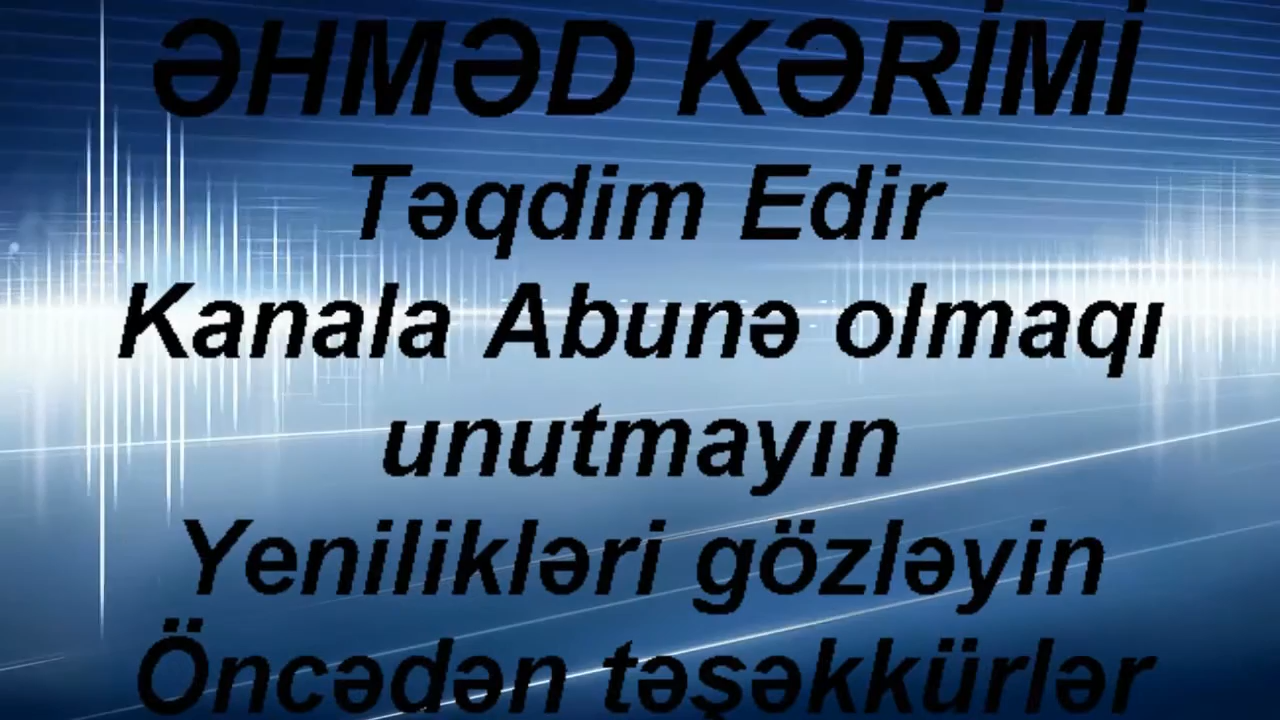 ƏHMƏD KƏRİMİ
Təqdim Edir
Kanala Abunə olmaqı
unutmayın
Yenilikləri gözləyin
Öncədən təşəkkürlər